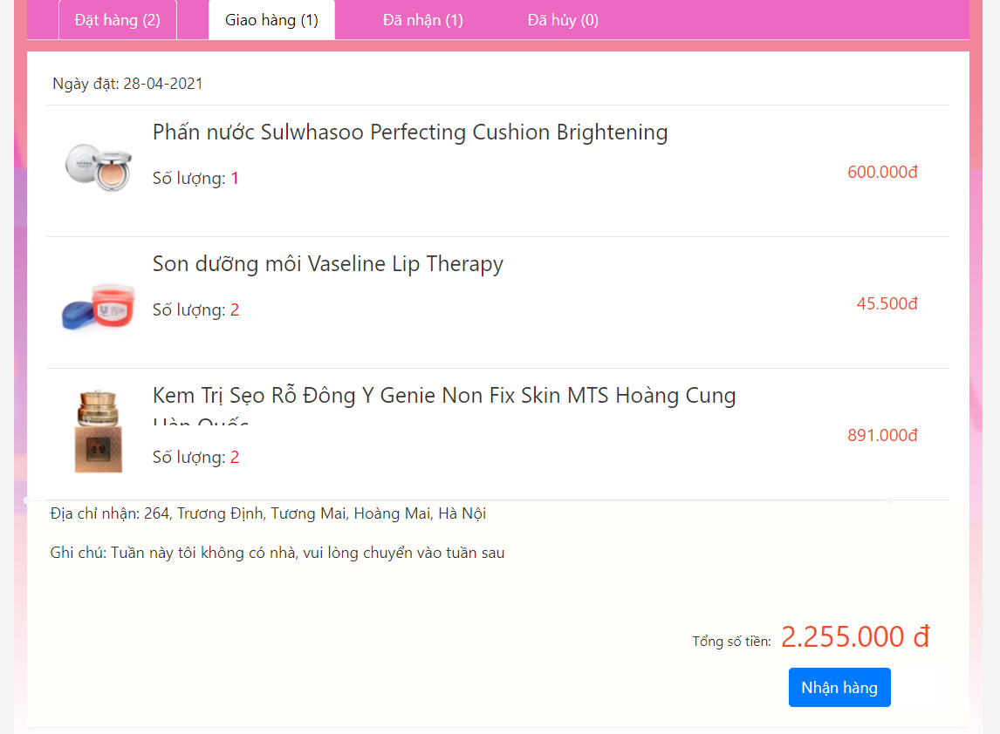 Đặt hàng (2) Giao hàng (1) Đã nhận (1) Đã hủy (0)
Ngày đặt: 28-04-2021
Phấn nước Sulwhasoo Perfecting Cushion Brightening
Số lượng: 1
600.000đ
Son dưỡng môi Vaseline Lip Therapy
Số lượng: 2
45.500đ
Kem Trị Sẹo Rỗ Đông Y Genie Non Fix Skin MTS Hoàng Cung
Hàn Quốc
Số lượng: 2
891.000đ
Địa chỉ nhận: 264, Trương Định, Tương Mai, Hoàng Mai, Hà Nội
Ghi chú: Tuần này tôi không có nhà, vui lòng chuyển vào tuần sau
Tổng số tiền: 2.255.000 đ
Nhận hàng